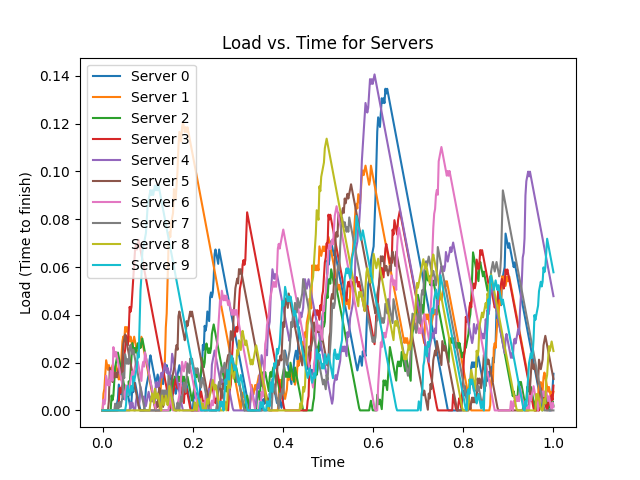 Load vs. Time for Servers
Load (Time to finish)
0.14
0.12
0.10
0.08
0.06
0.04
0.02
0.00
Server 0
Server 1
Server 2
Server 3
Server 4
Server 5
Server 6
Server 7
Server 8
Server 9
0.0 0.2 0.4 0.6 0.8 1.0
Time